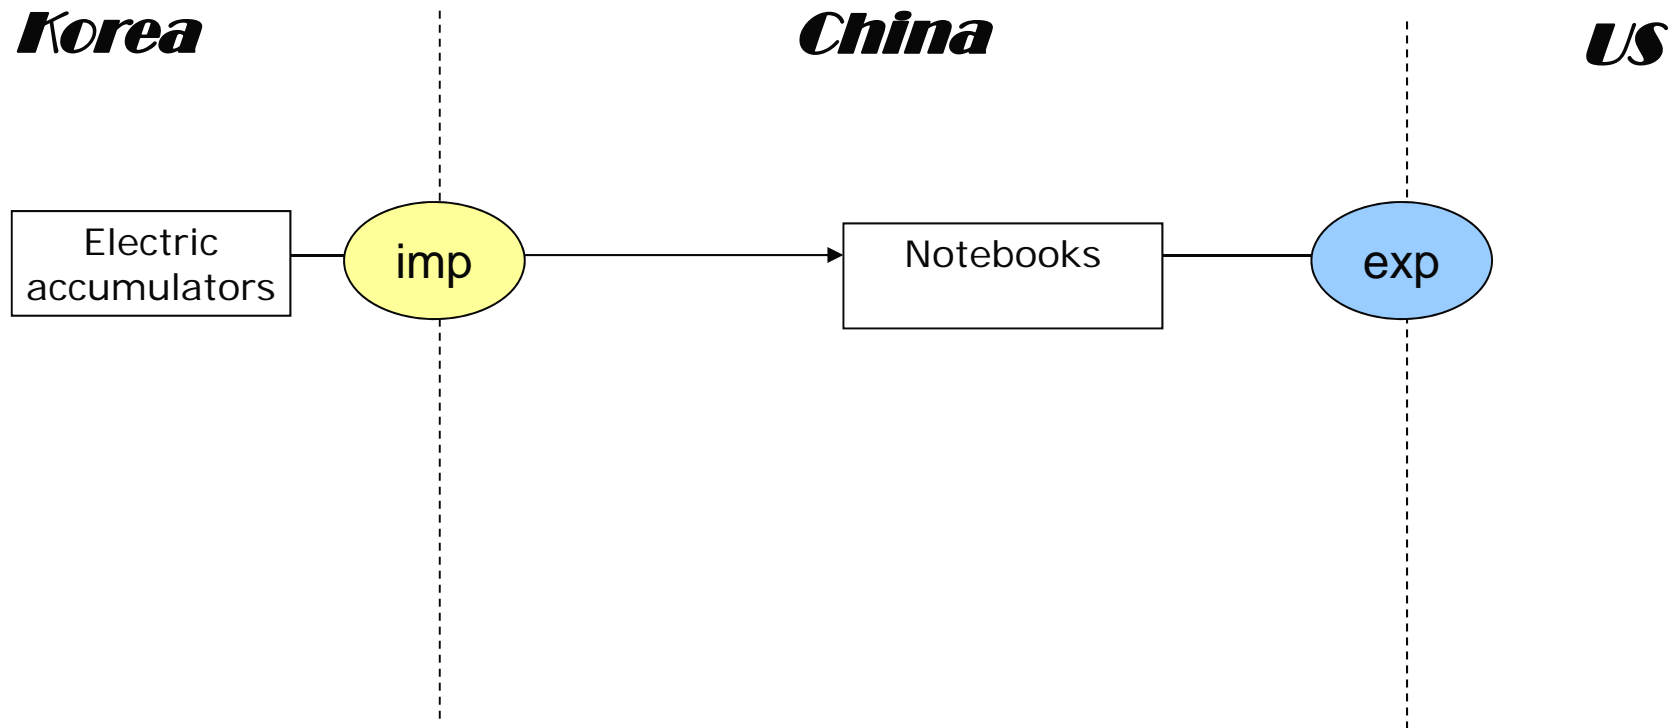 Korea
China
US
Electric
accumulators
imp
Notebooks
exp